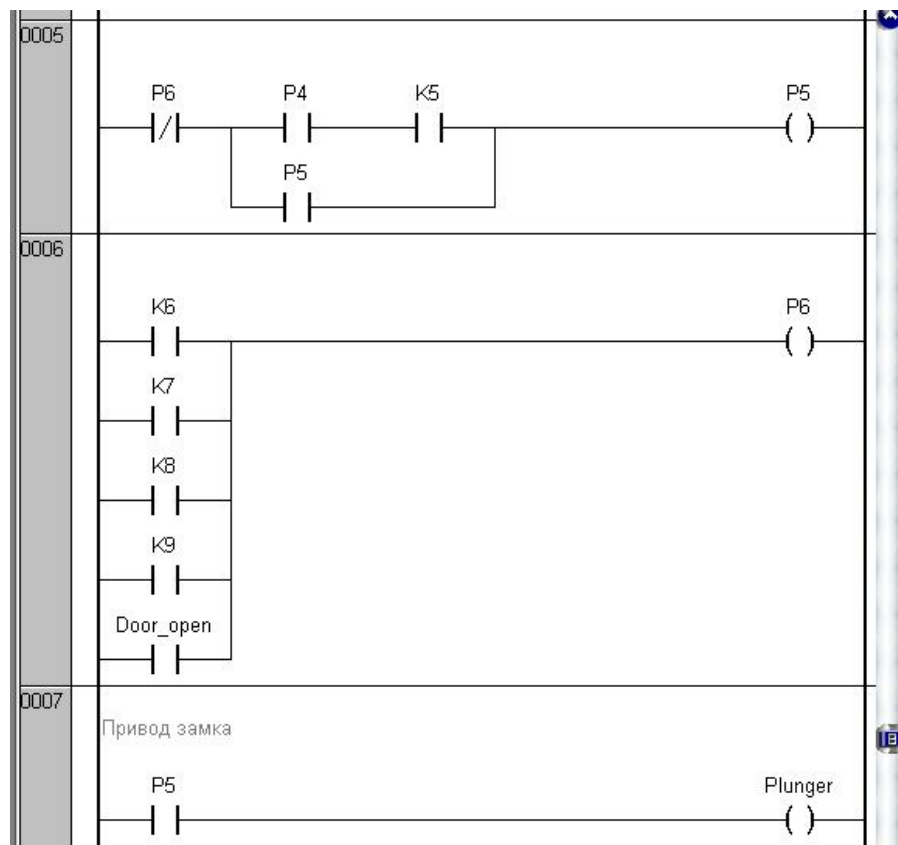 0005
P6 P4 K5 P5
P5
0006
K6 P6
K7
K8
K9
Door_open
0007
Привод замка
P5 Plunger